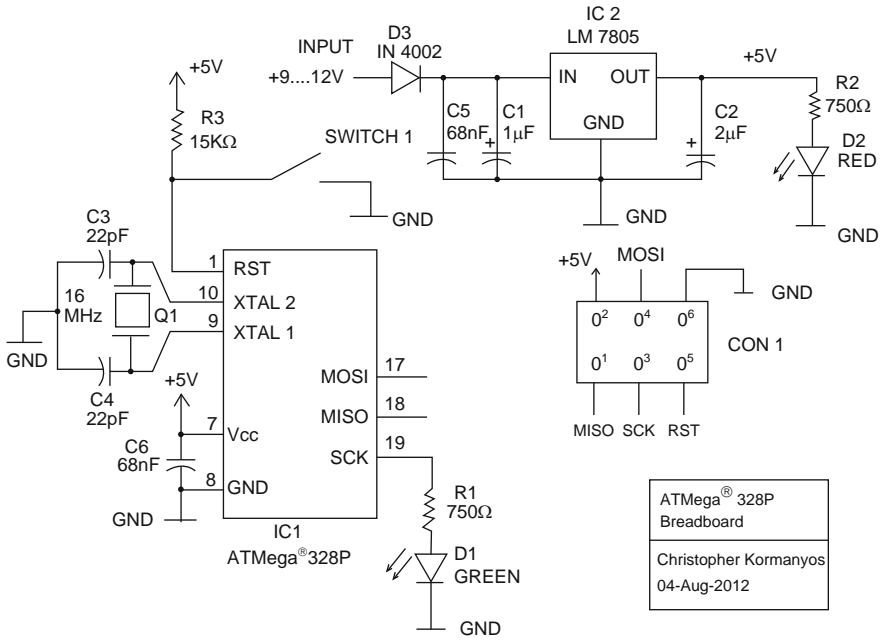 IC 2
LM 7805
D3
IN 4002
INPUT
+9....12V
+5V
IN
OUT
GND
C5
68nF
C1
1µF
+
C2
2µF
+
R2
750Ω
D2
RED
GND
GND
+5V
R3
15KΩ
SWITCH 1
GND
C3
22pF
16
MHz
Q1
GND
C4
22pF
1
RST
10
XTAL 2
9
XTAL 1
MOSI
17
MISO
18
SCK
19
+5V
7
Vcc
C6
68nF
8
GND
GND
IC1
ATMega® 328P
R1
750Ω
D1
GREEN
GND
+5V
MOSI
GND
0² 0⁴ 0⁶
0¹ 0³ 0⁵
CON 1
MISO SCK RST
ATMega® 328P
Breadboard
Christopher Kormanyos
04-Aug-2012